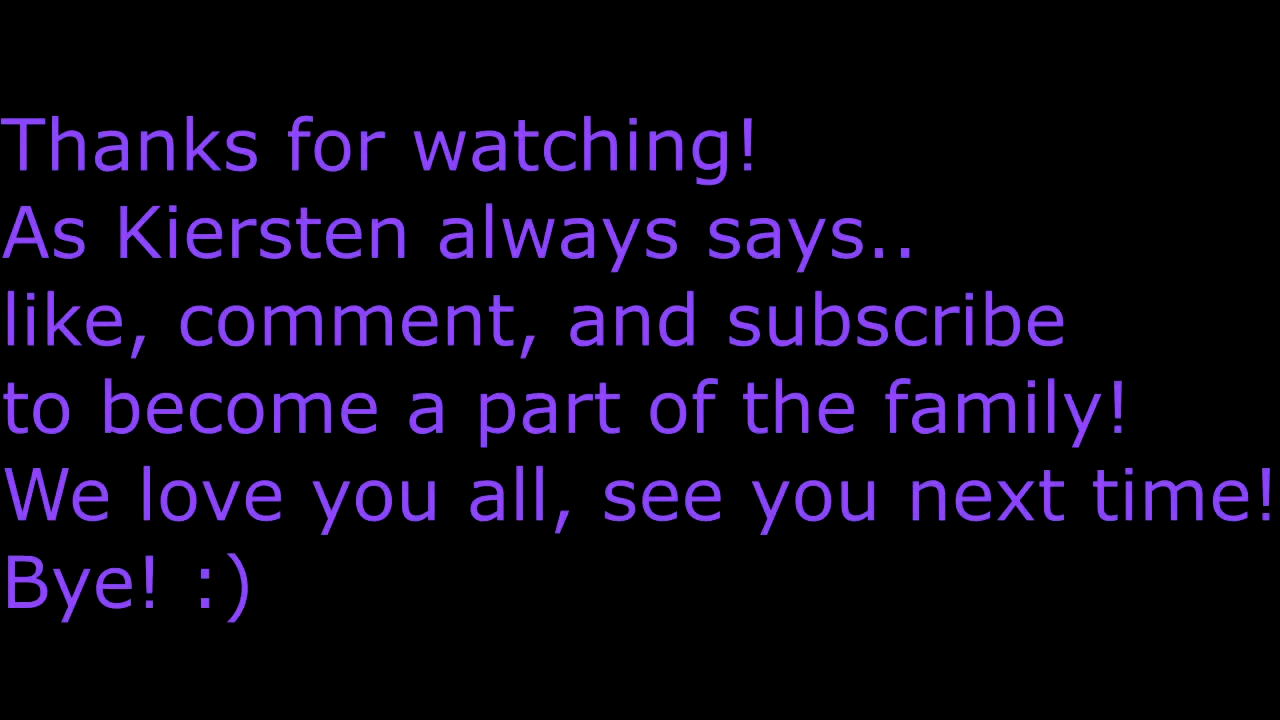 Thanks for watching!
As Kiersten always says..
like, comment, and subscribe
to become a part of the family!
We love you all, see you next time!
Bye! :)